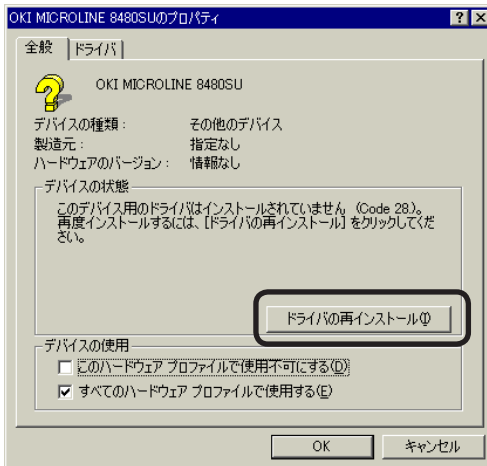 OKI MICROLINE 8480SUのプロパティ
全般 ドライバ
OKI MICROLINE 8480SU
デバイスの種類： その他のデバイス
製造元： 指定なし
ハードウェアのバージョン： 情報なし
デバイスの状態
このデバイス用のドライバはインストールされていません (Code 28.)。
再度インストールするには、[ドライバの再インストール] をクリックしてくだ
さい。
ドライバの再インストール(I)
デバイスの使用
このハードウェア プロファイルで使用不可にする(D)
すべてのハードウェア プロファイルで使用する(E)
OK キャンセル